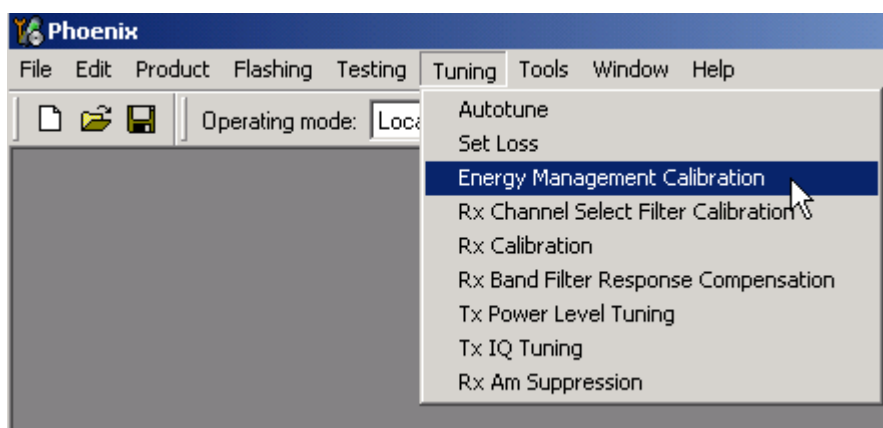 Phoenix
File Edit Product Flashing Testing Tuning Tools Window Help
Operating mode: Loca
Autotune
Set Loss
Energy Management Calibration
Rx Channel Select Filter Calibration
Rx Calibration
Rx Band Filter Response Compensation
Tx Power Level Tuning
Tx IQ Tuning
Rx Am Suppression